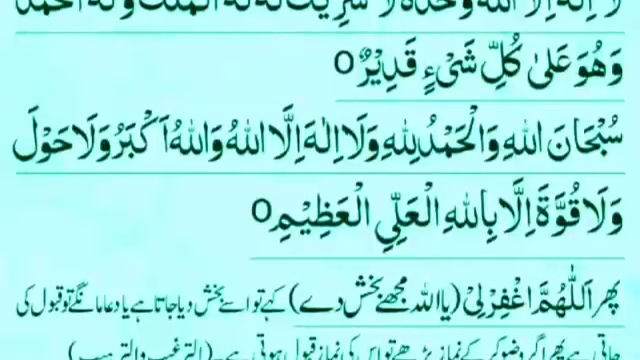 لَا اِلٰهَ اِلَّا اللهُ وَحْدَهٗ لَا شَرِيْكَ لَهٗ لَهُ الْمُلْكُ وَلَهُ الْحَمْدُ
وَهُوَ عَلٰى كُلِّ شَىْءٍ قَدِيْرٌ O
سُبْحَانَ اللهِ وَالْحَمْدُ لِلّٰهِ وَلَا اِلٰهَ اِلَّا اللهُ وَاللهُ اَكْبَرُ وَلَا حَوْلَ
وَلَا قُوَّةَ اِلَّا بِاللهِ الْعَلِىِّ الْعَظِيْمِ O
پھر اَللّٰهُمَّ اغْفِرْلِىْ (یا اللہ مجھے بخش دے) کہے تو اسے بخش دیا جاتا ہے یا دعا مانگے تو قبول کی
جاتی ہے پھر اگر وضو کر کے نماز پڑھے تو اس کی نماز قبول ہوتی ہے۔ (الترغیب والترہیب)